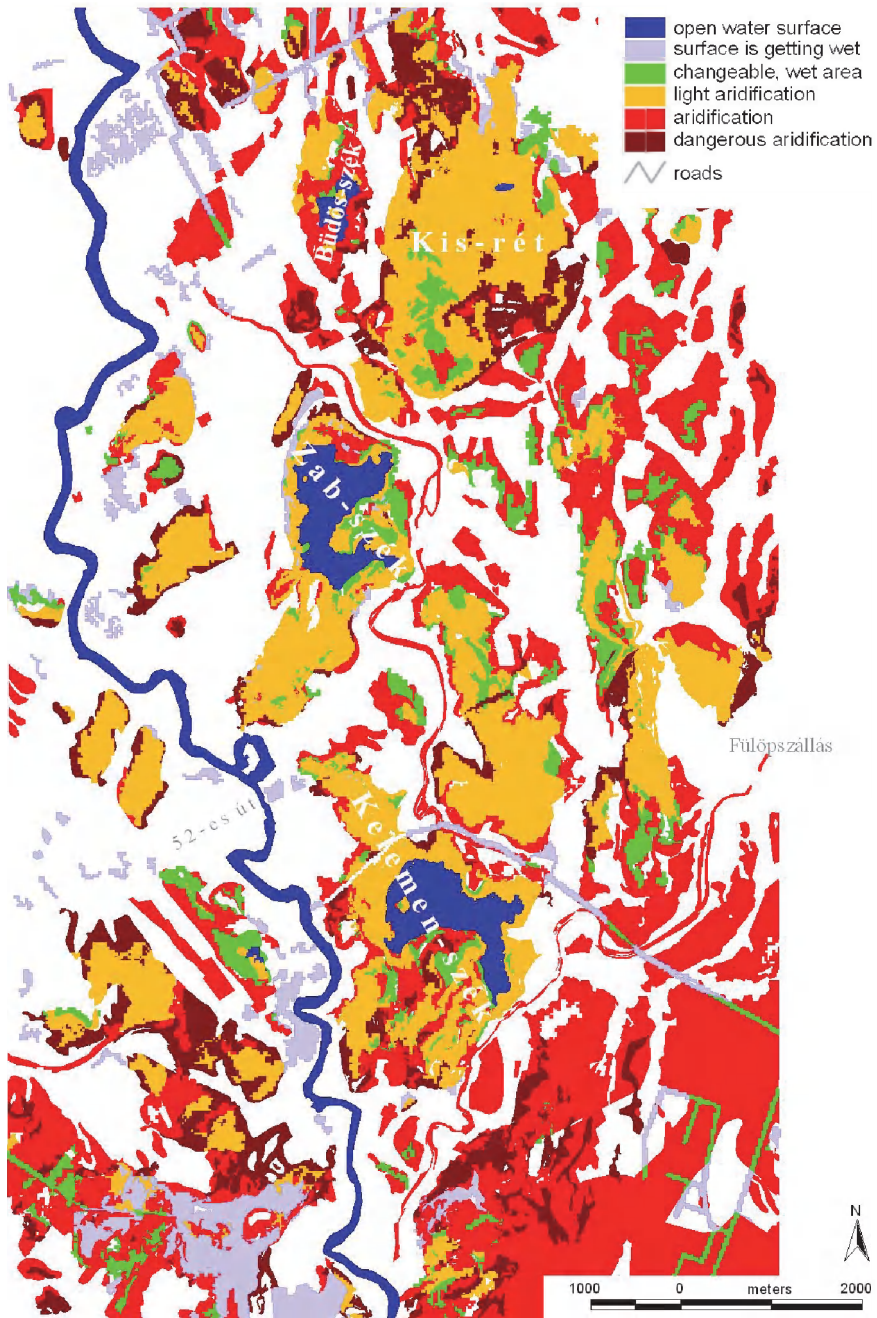 open water surface
surface is getting wet
changeable, wet area
light aridification
aridification
dangerous aridification
roads
Büdös-szék
Kis-rét
Zab-szék
Fülöpszállás
52-es út
Kelemen-szék
N
1000 0 meters 2000